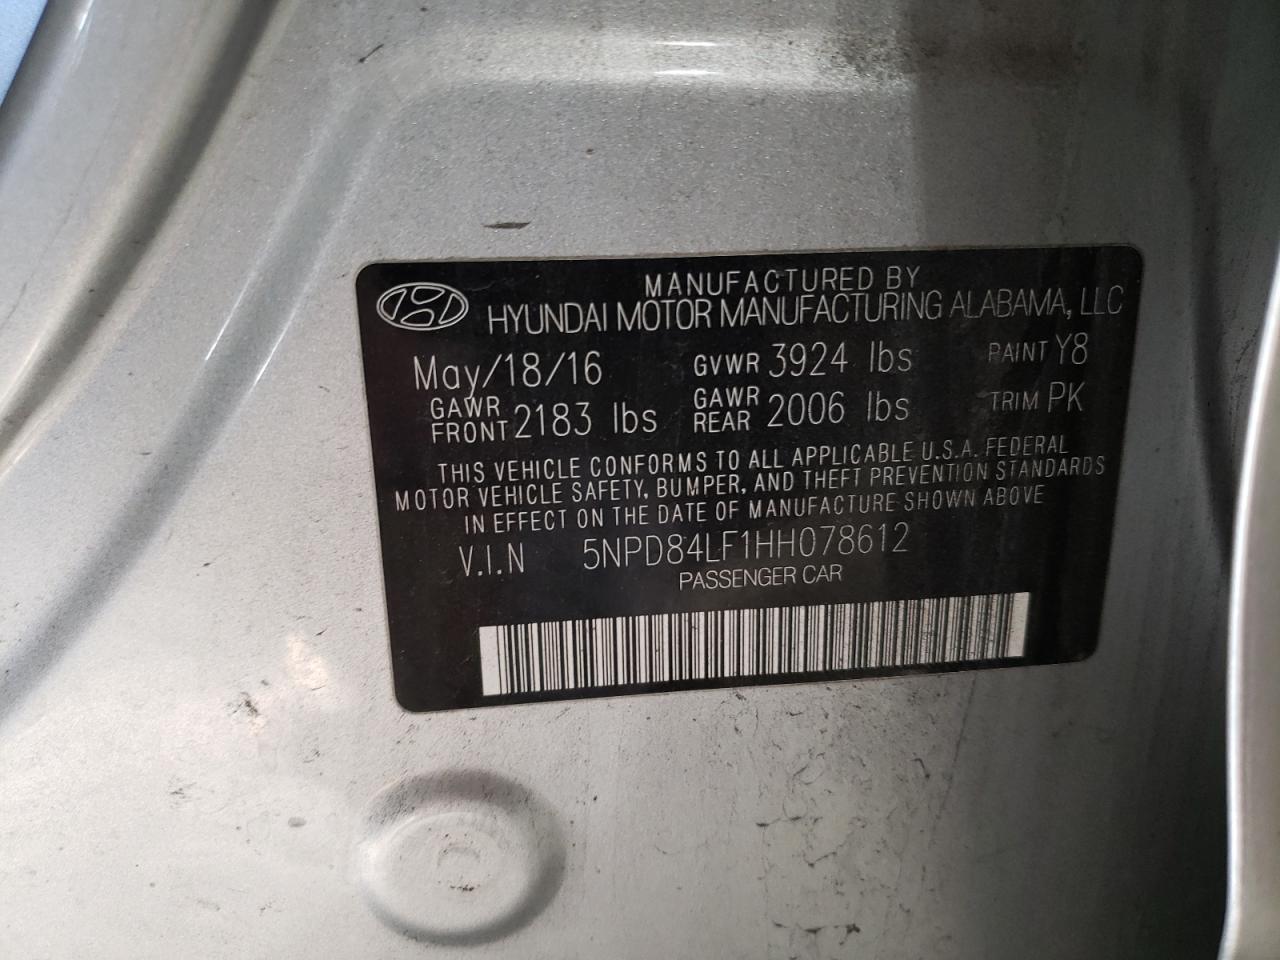 MANUFACTURED BY
HYUNDAI MOTOR MANUFACTURING ALABAMA, LLC
May/18/16 GVWR 3924 lbs PAINT Y8
GAWR FRONT 2183 lbs GAWR REAR 2006 lbs TRIM PK
THIS VEHICLE CONFORMS TO ALL APPLICABLE U.S.A. FEDERAL
MOTOR VEHICLE SAFETY, BUMPER, AND THEFT PREVENTION STANDARDS
IN EFFECT ON THE DATE OF MANUFACTURE SHOWN ABOVE
V.I.N 5NPD84LF1HH078612
PASSENGER CAR